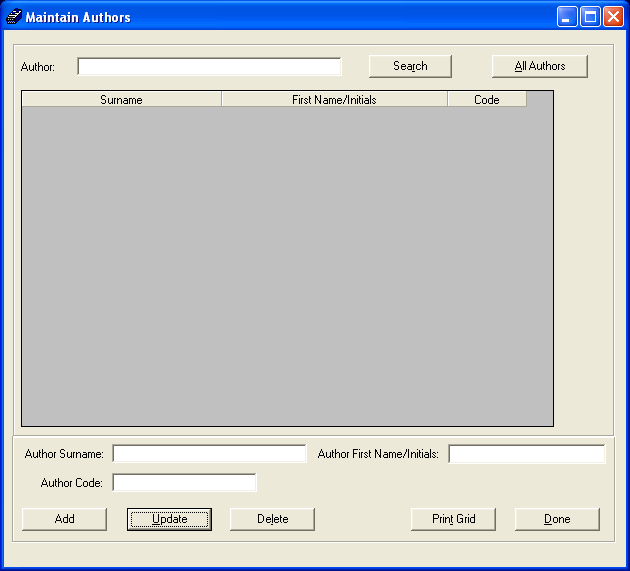 Maintain Authors
Author: Search All Authors
Surname First Name/Initials Code
Author Surname: Author First Name/Initials:
Author Code:
Add Update Delete Print Grid Done